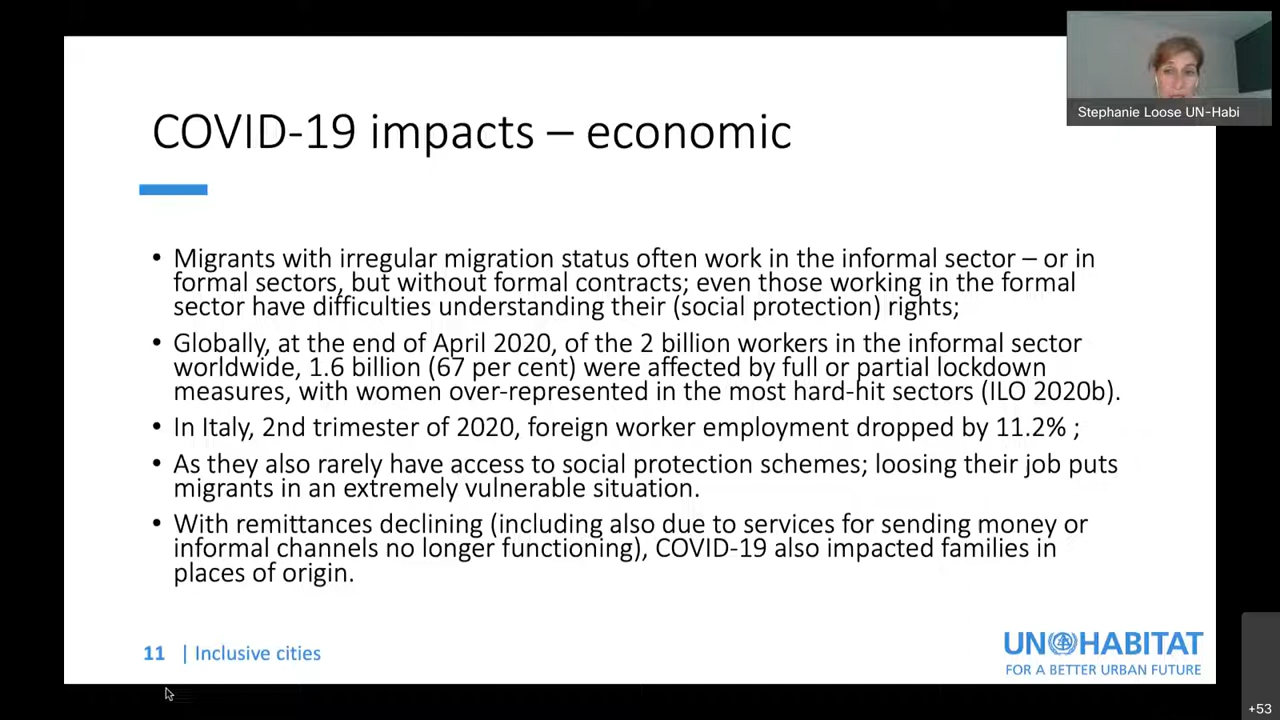 Stephanie Loose UN-Habi
COVID-19 impacts – economic
• Migrants with irregular migration status often work in the informal sector – or in
formal sectors, but without formal contracts; even those working in the formal
sector have difficulties understanding their (social protection) rights;
• Globally, at the end of April 2020, of the 2 billion workers in the informal sector
worldwide, 1.6 billion (67 per cent) were affected by full or partial lockdown
measures, with women over-represented in the most hard-hit sectors (ILO 2020b).
• In Italy, 2nd trimester of 2020, foreign worker employment dropped by 11.2% ;
• As they also rarely have access to social protection schemes; loosing their job puts
migrants in an extremely vulnerable situation.
• With remittances declining (including also due to services for sending money or
informal channels no longer functioning), COVID-19 also impacted families in
places of origin.
11 | Inclusive cities
UN HABITAT
FOR A BETTER URBAN FUTURE
+53